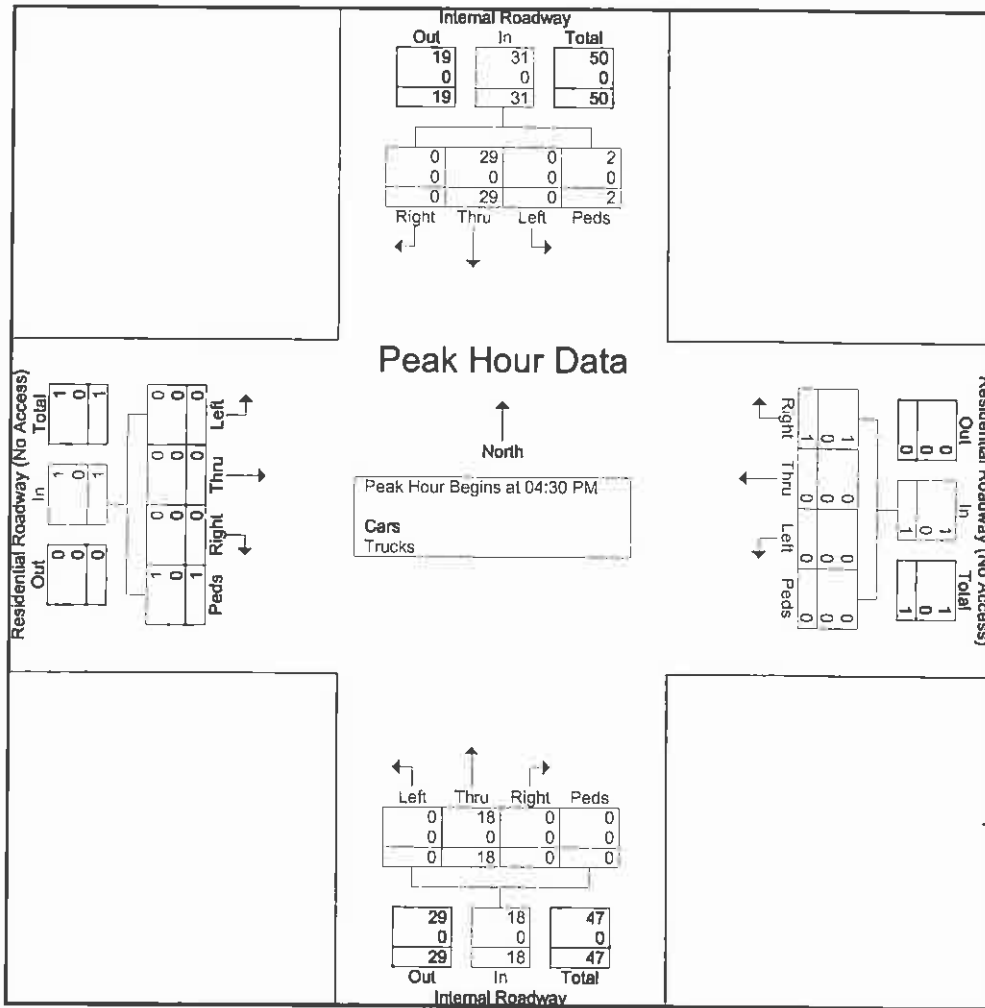 Internal Roadway
Out In Total
19 31 50
0 0 0
19 31 50
0 29 0 2
0 0 0 0
0 29 0 2
Right Thru Left Peds
Peak Hour Data
North
Peak Hour Begins at 04:30 PM
Cars
Trucks
Residential Roadway (No Access)
Out In Total
0 1 1
0 0 0
0 1 1
Left Thru Right Peds
0 0 0 1
0 0 0 0
0 0 0 1
Residential Roadway (No Access)
Out In Total
0 1 1
0 0 0
0 1 1
Right Thru Left Peds
1 0 0 0
0 0 0 0
1 0 0 0
Left Thru Right Peds
0 18 0 0
0 0 0 0
0 18 0 0
29 18 47
0 0 0
29 18 47
Out In Total
Internal Roadway